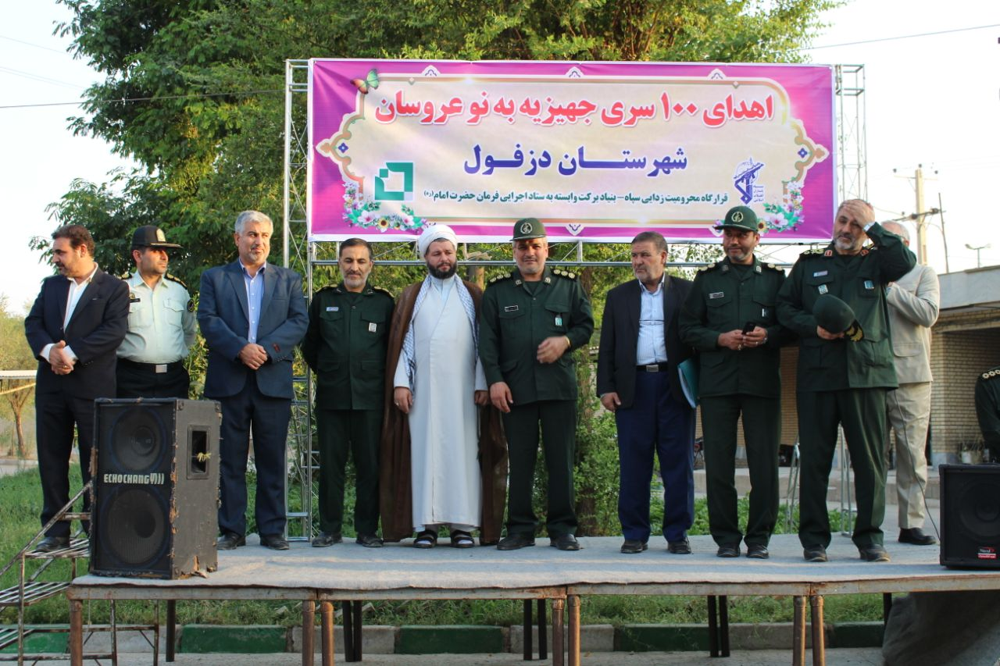 اهدای ۱۰۰ سری جهیزیه به نو عروسان
شهرستان دزفول
قرارگاه محرومیت زدایی سپاه - بنیاد برکت وابسته به ستاد اجرایی فرمان حضرت امام (ره)
ECHOCHANG